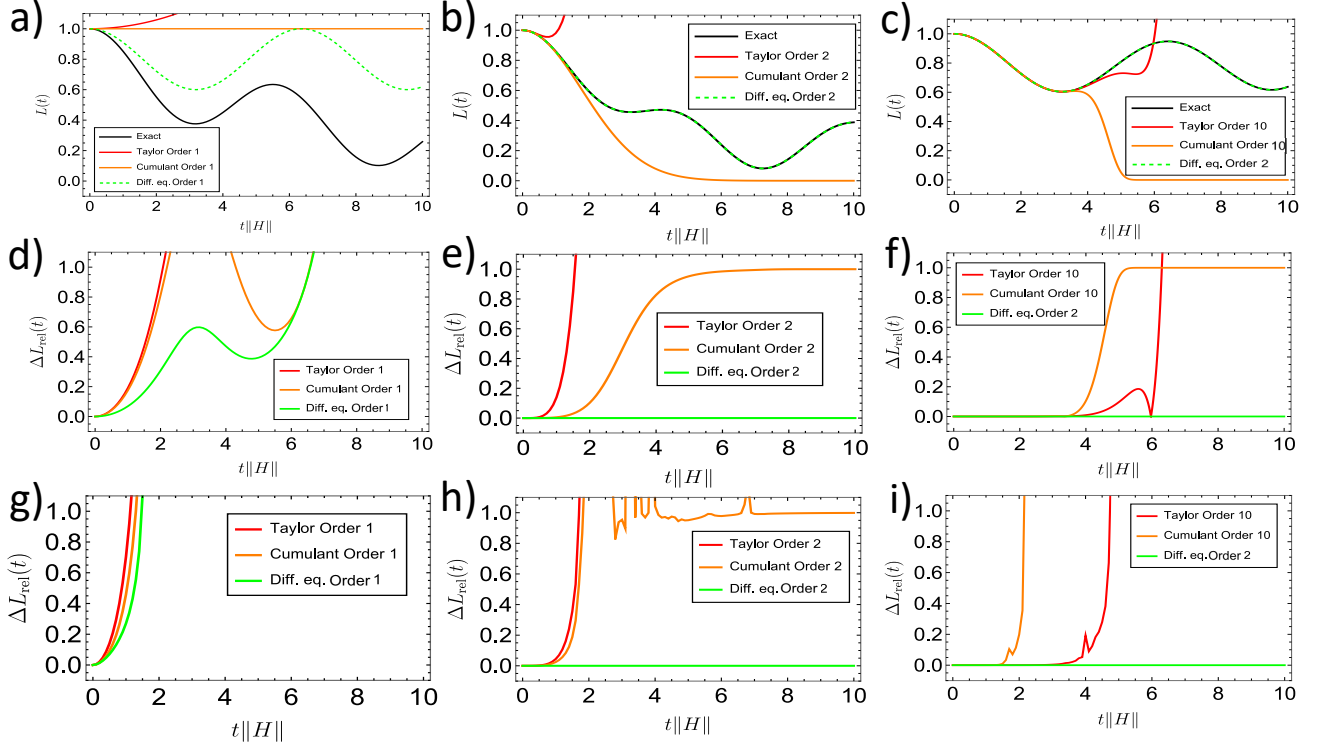 a)
1.0
0.8
0.6
0.4
0.2
0.0
L(t)
Exact
Taylor Order 1
Cumulant Order 1
Diff. eq. Order 1
0 2 4 6 8 10
t‖H‖
b)
1.0
0.8
0.6
0.4
0.2
0.0
L(t)
Exact
Taylor Order 2
Cumulant Order 2
Diff. eq. Order 2
0 2 4 6 8 10
t‖H‖
c)
1.0
0.8
0.6
0.4
0.2
0.0
L(t)
Exact
Taylor Order 10
Cumulant Order 10
Diff. eq. Order 2
0 2 4 6 8 10
t‖H‖
d)
1.0
0.8
0.6
0.4
0.2
0.0
ΔL_rel(t)
Taylor Order 1
Cumulant Order 1
Diff. eq. Order 1
0 2 4 6 8 10
t‖H‖
e)
1.0
0.8
0.6
0.4
0.2
0.0
ΔL_rel(t)
Taylor Order 2
Cumulant Order 2
Diff. eq. Order 2
0 2 4 6 8 10
t‖H‖
f)
1.0
0.8
0.6
0.4
0.2
0.0
ΔL_rel(t)
Taylor Order 10
Cumulant Order 10
Diff. eq. Order 2
0 2 4 6 8 10
t‖H‖
g)
1.0
0.8
0.6
0.4
0.2
0.0
ΔL_rel(t)
Taylor Order 1
Cumulant Order 1
Diff. eq. Order 1
0 2 4 6 8 10
t‖H‖
h)
1.0
0.8
0.6
0.4
0.2
0.0
ΔL_rel(t)
Taylor Order 2
Cumulant Order 2
Diff. eq. Order 2
0 2 4 6 8 10
t‖H‖
i)
1.0
0.8
0.6
0.4
0.2
0.0
ΔL_rel(t)
Taylor Order 10
Cumulant Order 10
Diff. eq. Order 2
0 2 4 6 8 10
t‖H‖